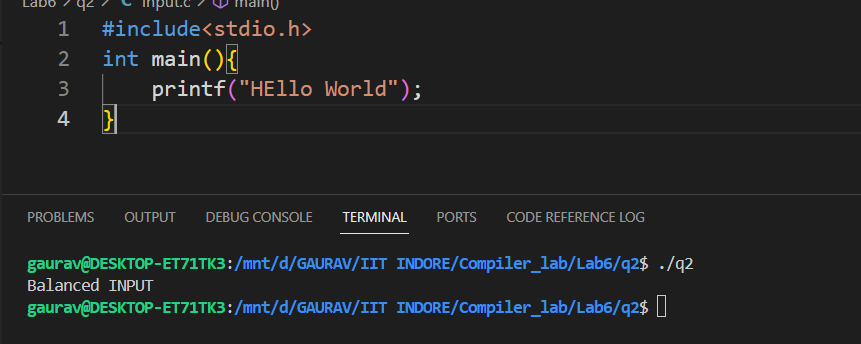 Lab6 > q2 > C input.c > main()
1 #include<stdio.h>
2 int main(){
3     printf("HEllo World");
4 }
PROBLEMS OUTPUT DEBUG CONSOLE TERMINAL PORTS CODE REFERENCE LOG
gaurav@DESKTOP-ET71TK3:/mnt/d/GAURAV/IIT INDORE/Compiler_lab/Lab6/q2$ ./q2
Balanced INPUT
gaurav@DESKTOP-ET71TK3:/mnt/d/GAURAV/IIT INDORE/Compiler_lab/Lab6/q2$